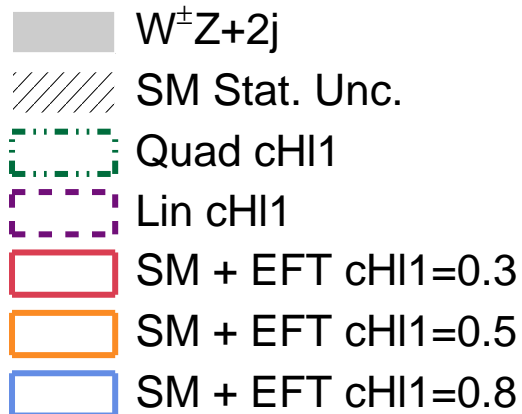 W±Z+2j
SM Stat. Unc.
Quad cHl1
Lin cHl1
SM + EFT cHl1=0.3
SM + EFT cHl1=0.5
SM + EFT cHl1=0.8